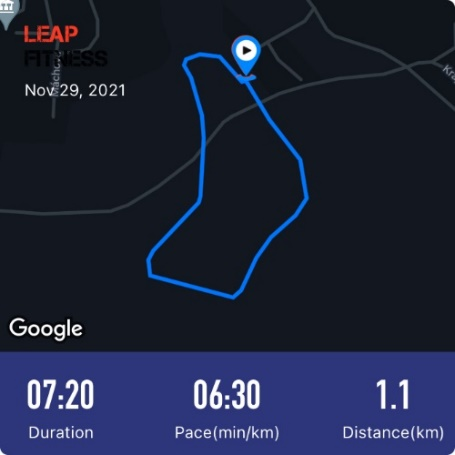 LEAP
FITNESS
Nov 29, 2021
Google
07:20 06:30 1.1
Duration Pace(min/km) Distance(km)